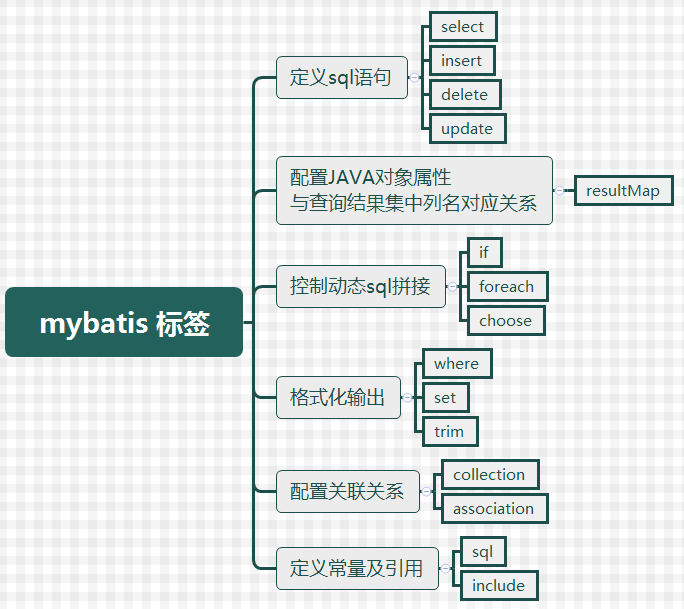 mybatis 标签
定义sql语句
select
insert
delete
update
配置JAVA对象属性
与查询结果集中列名对应关系
resultMap
控制动态sql拼接
if
foreach
choose
格式化输出
where
set
trim
配置关联关系
collection
association
定义常量及引用
sql
include